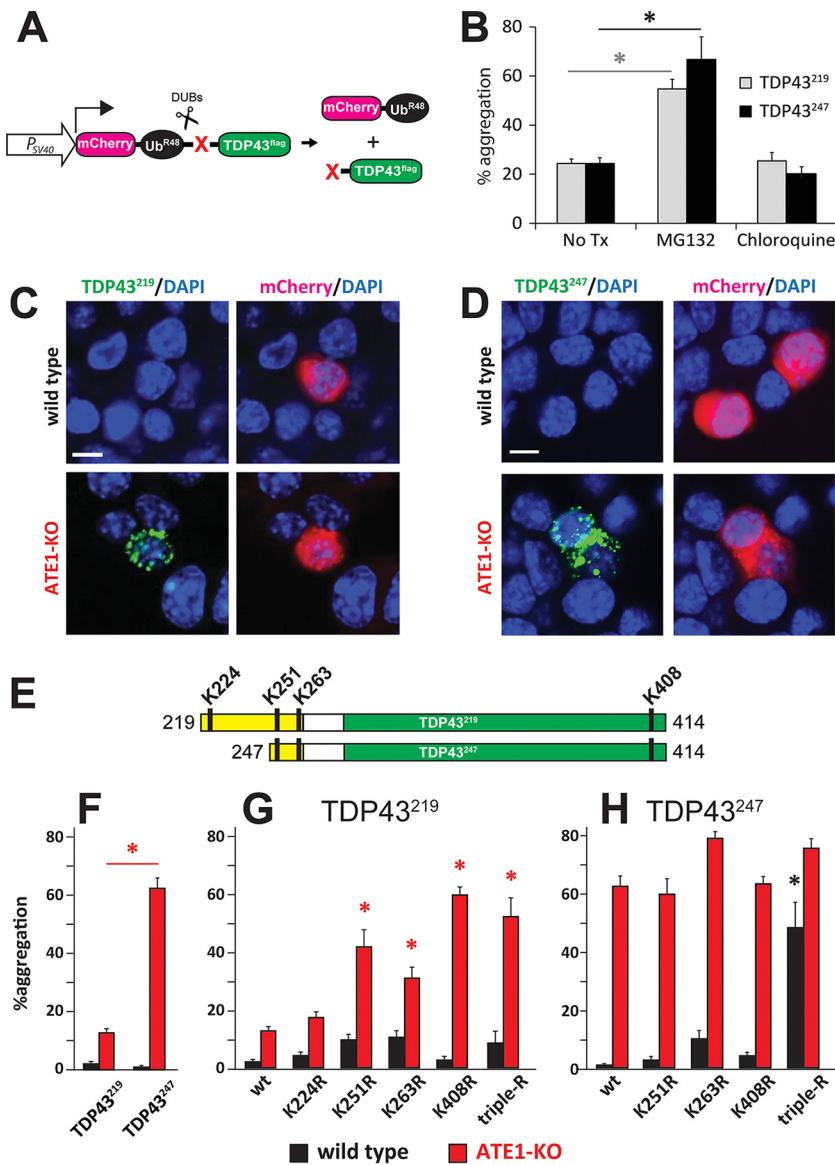 A
DUBs
P_SV40
mCherry
Ub^R48
X
TDP43^flag
mCherry
Ub^R48
+
X
TDP43^flag
B
% aggregation
80
60
40
20
0
*
*
TDP43^219
TDP43^247
No Tx
MG132
Chloroquine
C
TDP43^219/DAPI
mCherry/DAPI
wild type
ATE1-KO
D
TDP43^247/DAPI
mCherry/DAPI
wild type
ATE1-KO
E
K224
K251
K263
K408
219
TDP43^219
414
247
TDP43^247
414
F
%aggregation
80
60
40
20
0
*
TDP43^219
TDP43^247
G
TDP43^219
80
60
40
20
0
*
*
*
*
wt
K224R
K251R
K263R
K408R
triple-R
H
TDP43^247
80
60
40
20
0
*
wt
K251R
K263R
K408R
triple-R
wild type
ATE1-KO